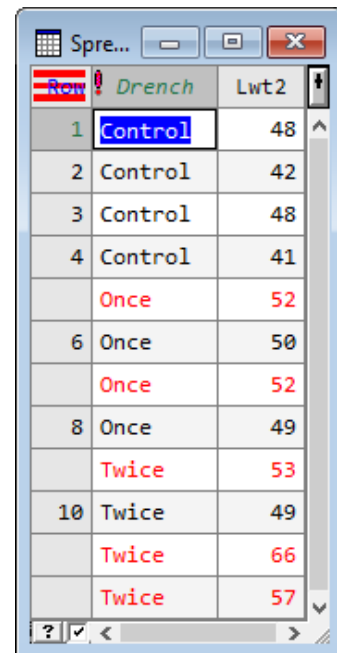 Spre...
Row ! Drench Lwt2
1 Control 48
2 Control 42
3 Control 48
4 Control 41
Once 52
6 Once 50
Once 52
8 Once 49
Twice 53
10 Twice 49
Twice 66
Twice 57
?